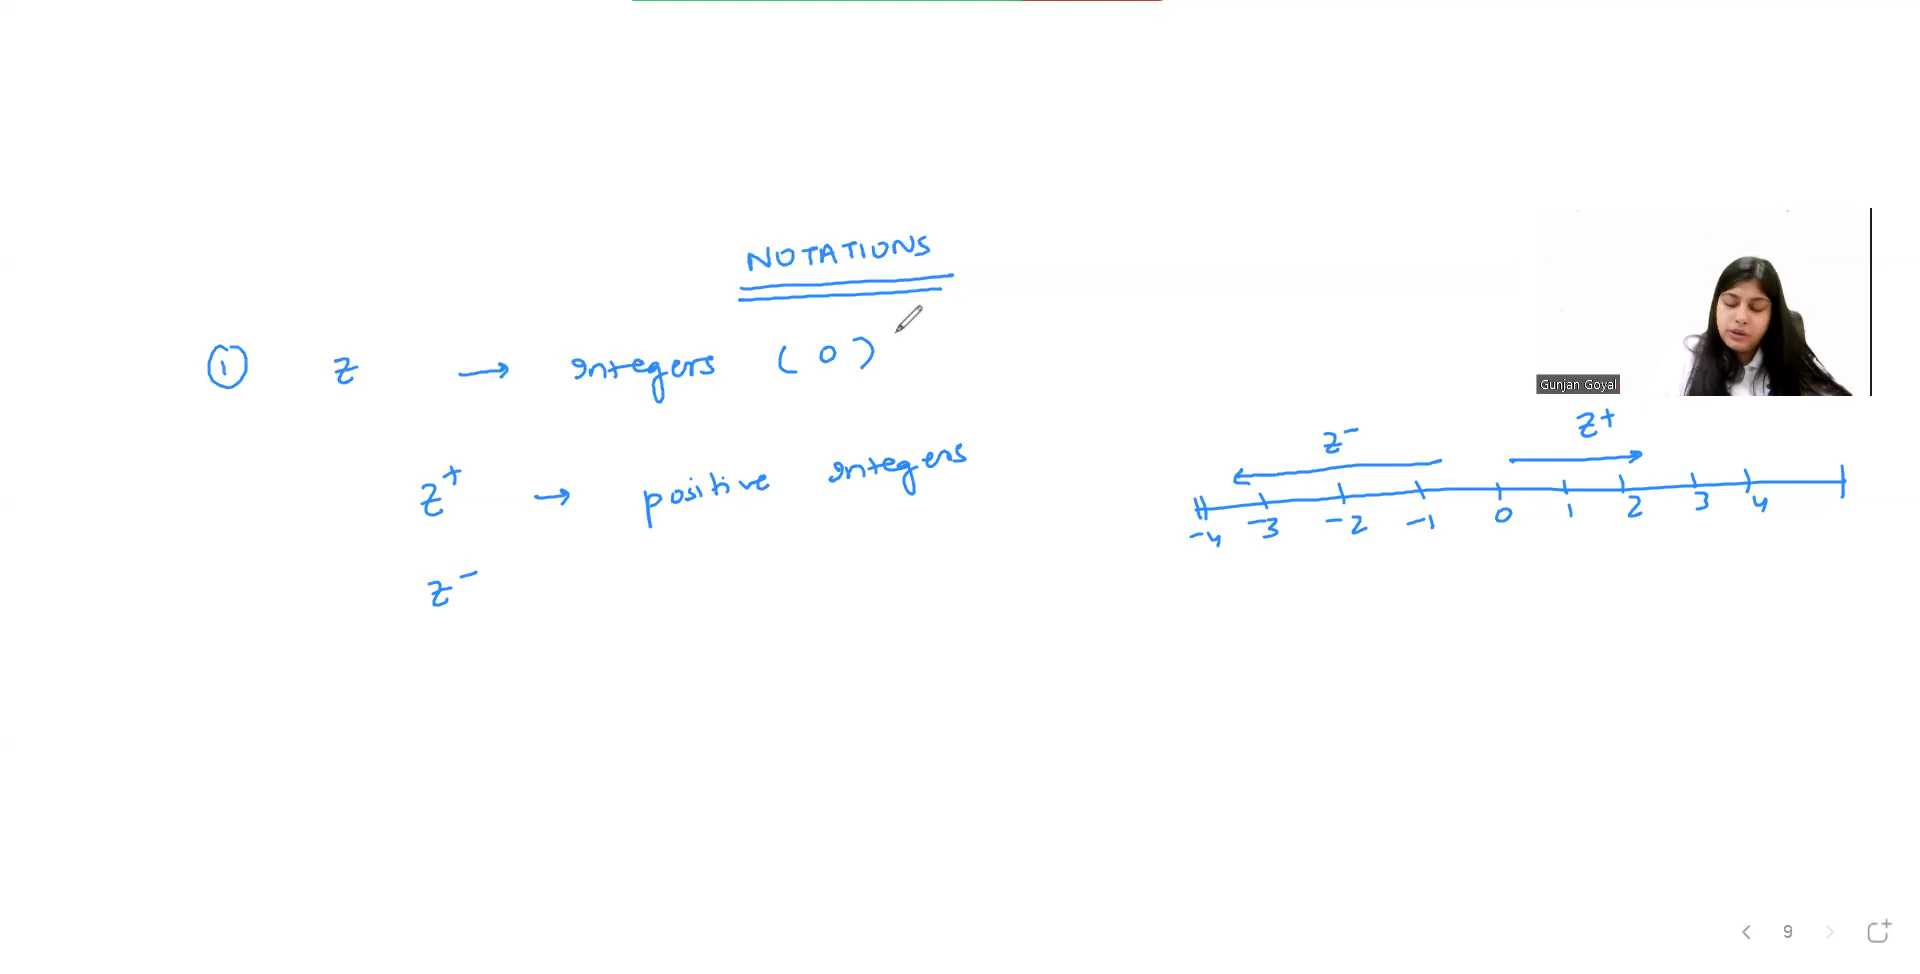 NOTATIONS
① Z → Integers (0)
Gunjan Goyal
Z⁺ → positive integers
Z⁻ Z⁺
-4 -3 -2 -1 0 1 2 3 4
Z⁻
9